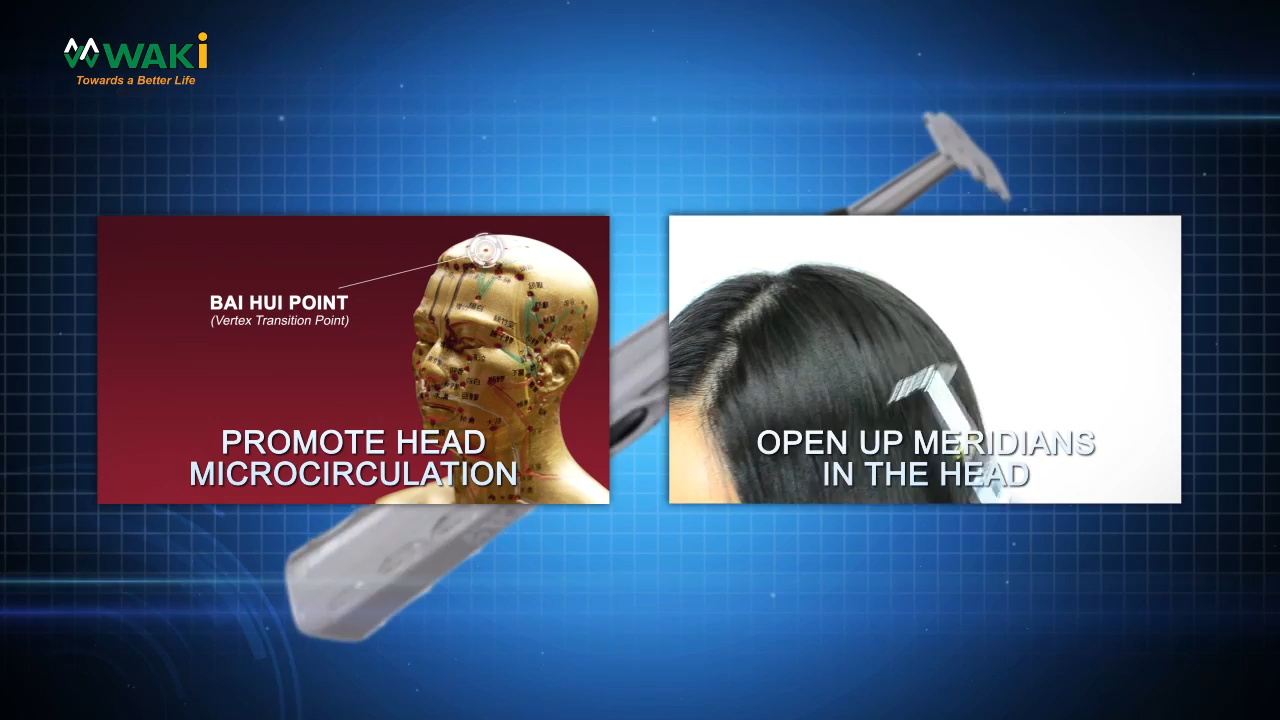 WAKi
Towards a Better Life
BAI HUI POINT
(Vertex Transition Point)
PROMOTE HEAD
MICROCIRCULATION
OPEN UP MERIDIANS
IN THE HEAD